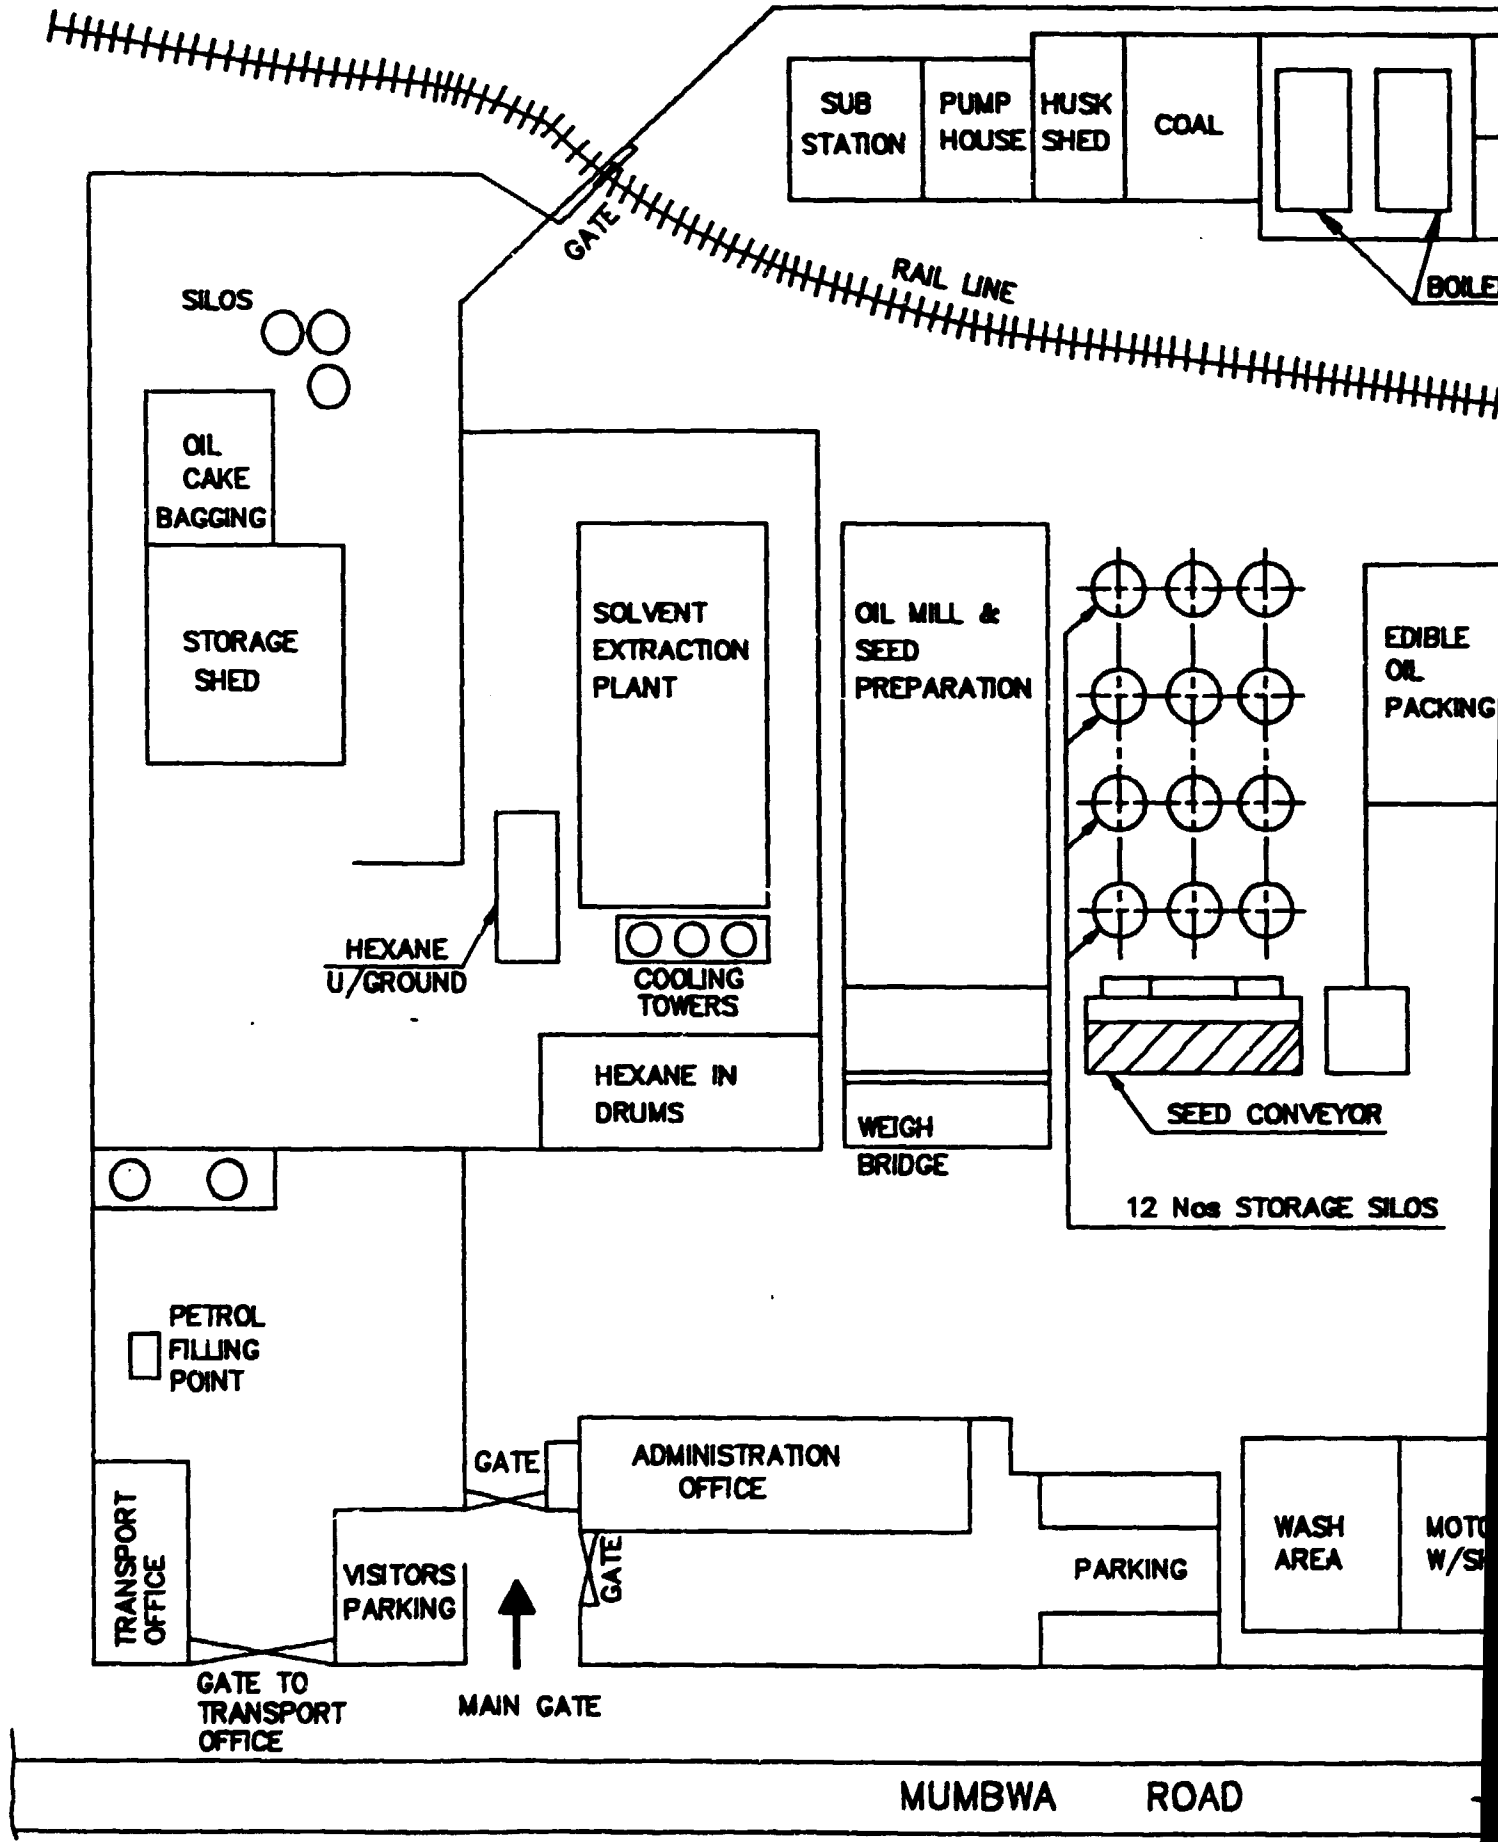 SUB
STATION
PUMP
HOUSE
HUSK
SHED
COAL
GATE
RAIL LINE
SILOS
OIL
CAKE
BAGGING
STORAGE
SHED
SOLVENT
EXTRACTION
PLANT
OIL MILL &
SEED
PREPARATION
EDIBLE
OIL
PACKING
HEXANE
U/GROUND
COOLING
TOWERS
HEXANE IN
DRUMS
WEIGH
BRIDGE
SEED CONVEYOR
12 Nos STORAGE SILOS
PETROL
FILLING
POINT
GATE
ADMINISTRATION
OFFICE
GATE
TRANSPORT
OFFICE
VISITORS
PARKING
PARKING
WASH
AREA
GATE TO
TRANSPORT
OFFICE
MAIN GATE
MUMBWA ROAD